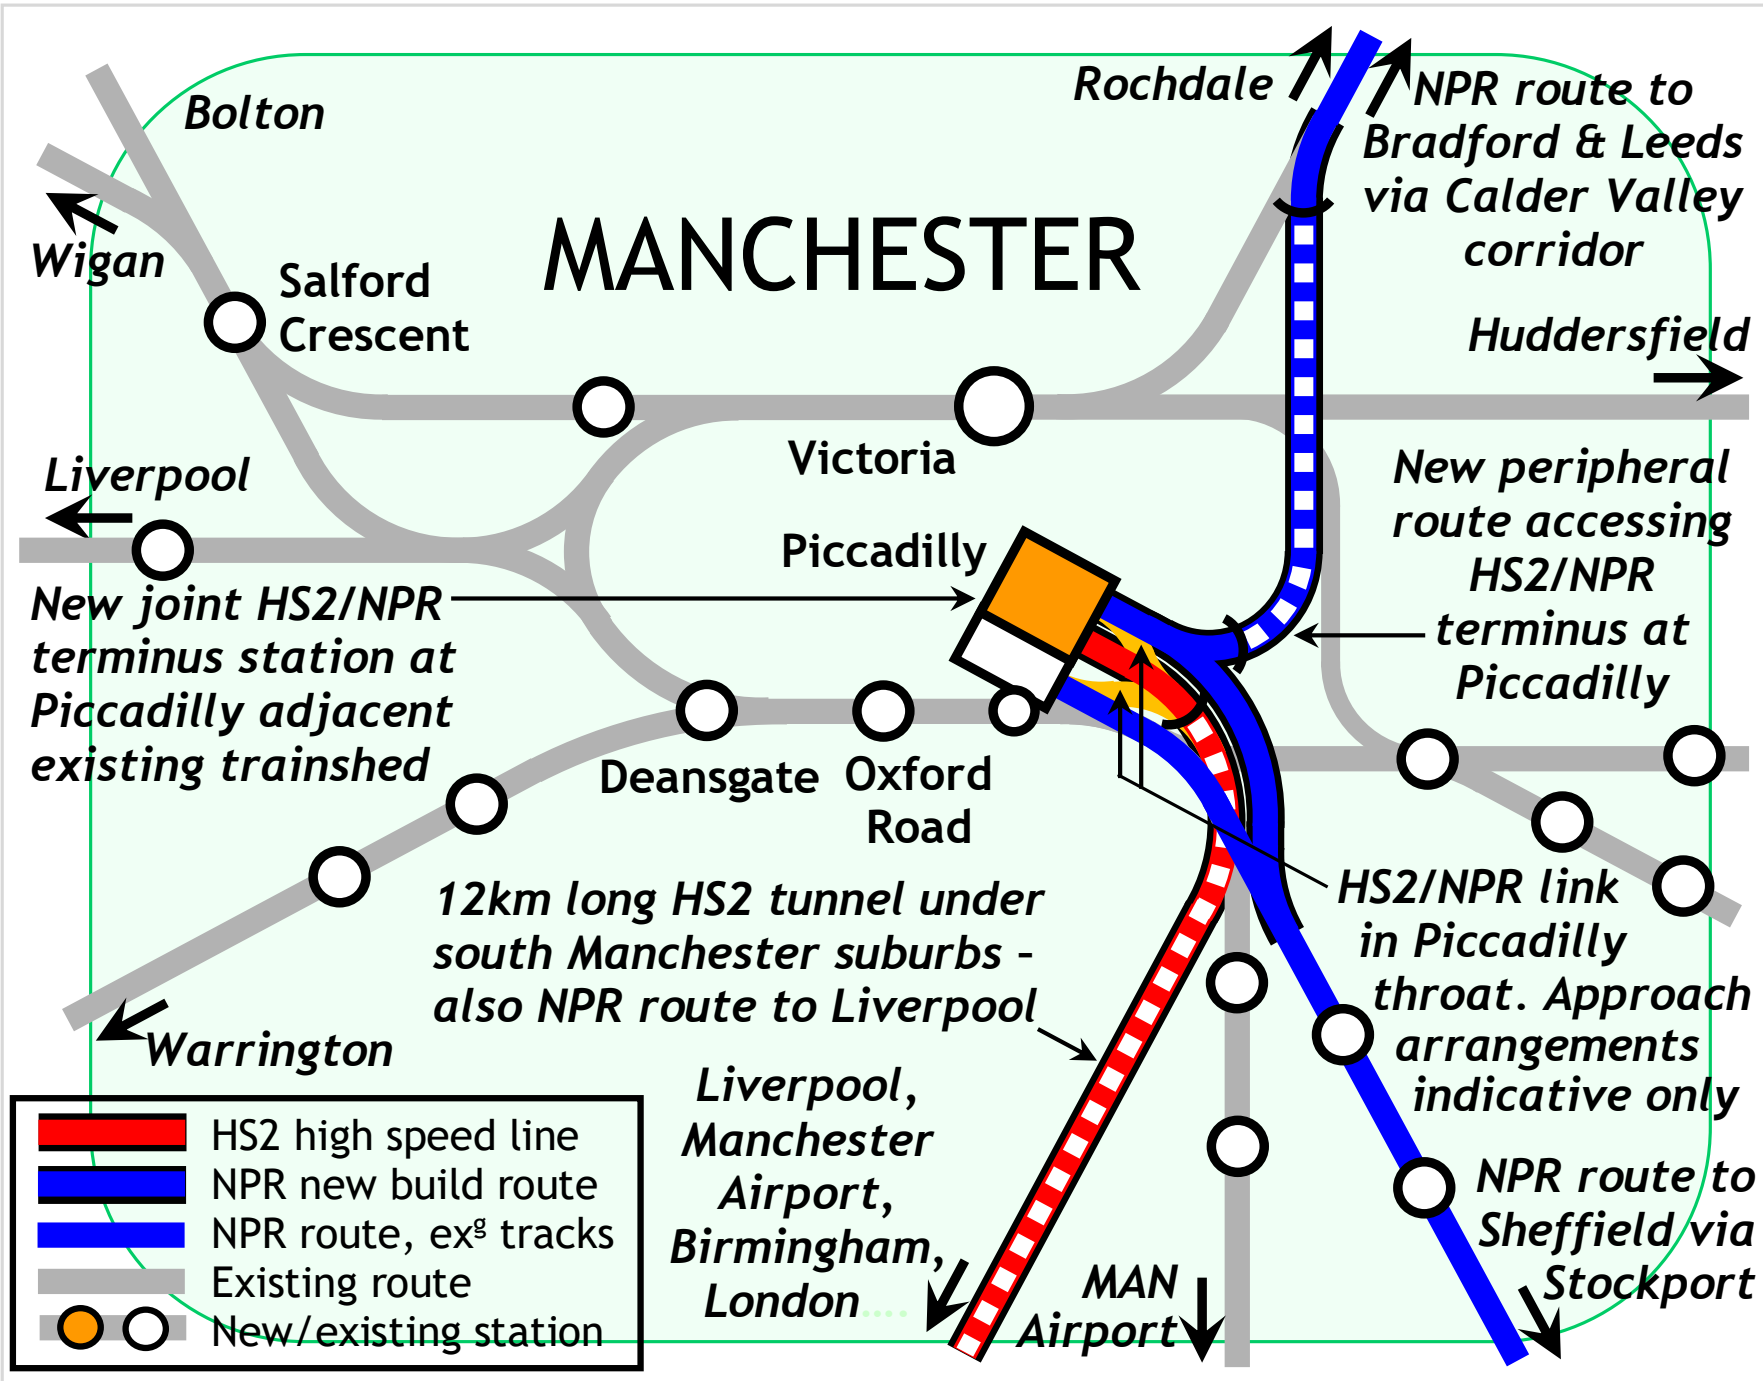 Rochdale
NPR route to
Bradford & Leeds
via Calder Valley
corridor
Bolton
Wigan
MANCHESTER
Salford
Crescent
Huddersfield
Victoria
Liverpool
New peripheral
route accessing
HS2/NPR
terminus at
Piccadilly
Piccadilly
New joint HS2/NPR
terminus station at
Piccadilly adjacent
existing trainshed
Deansgate
Oxford
Road
12km long HS2 tunnel under
south Manchester suburbs –
also NPR route to Liverpool
HS2/NPR link
in Piccadilly
throat. Approach
arrangements
indicative only
Warrington
Liverpool,
Manchester
Airport,
Birmingham,
London....
MAN
Airport
NPR route to
Sheffield via
Stockport
HS2 high speed line
NPR new build route
NPR route, exᵍ tracks
Existing route
New/existing station